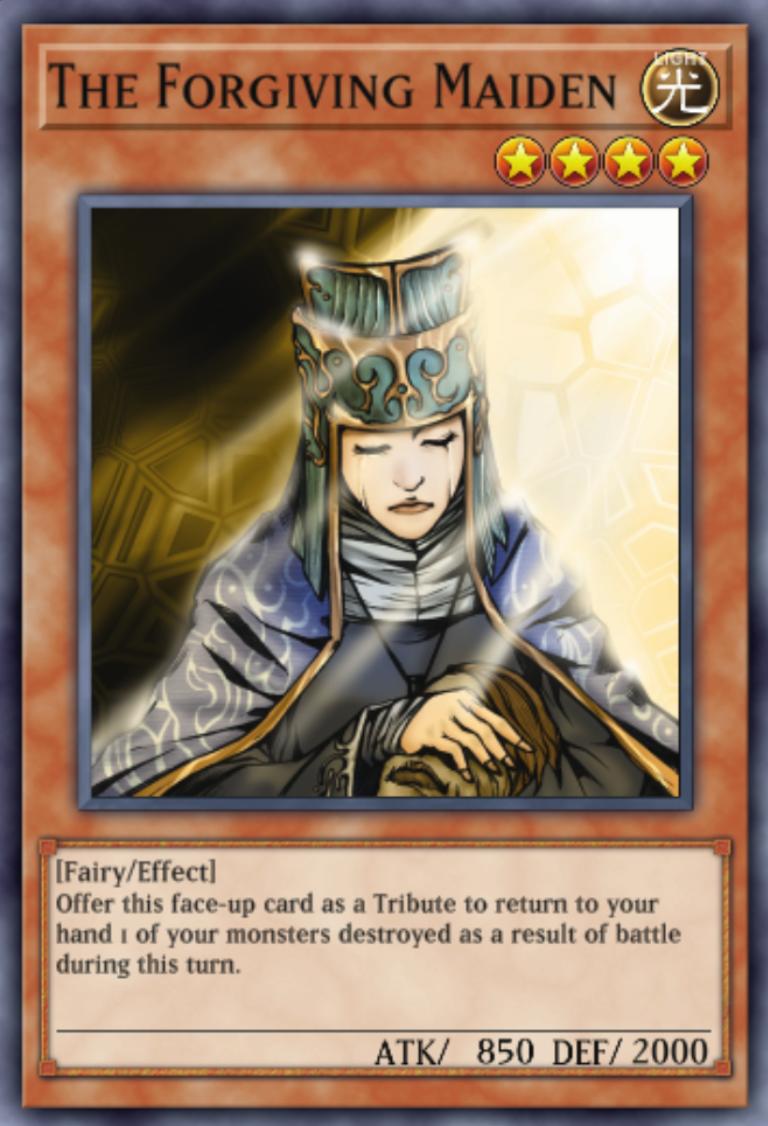 THE FORGIVING MAIDEN
LIGHT
光
[Fairy/Effect]
Offer this face-up card as a Tribute to return to your
hand 1 of your monsters destroyed as a result of battle
during this turn.
ATK/ 850 DEF/ 2000